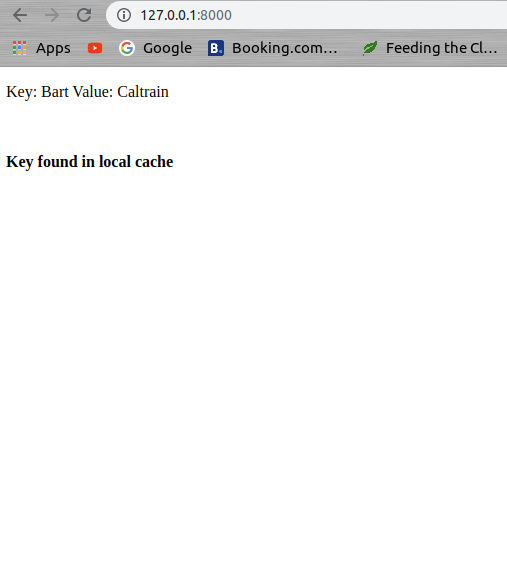 127.0.0.1:8000
Apps Google Booking.com… Feeding the Cl…
Key: Bart Value: Caltrain
Key found in local cache